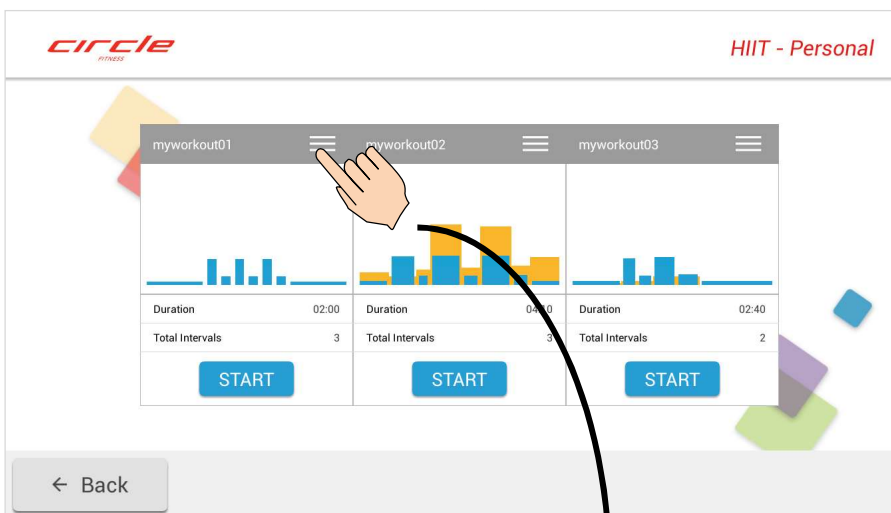 circle
FITNESS
HIIT - Personal
myworkout01
myworkout02
myworkout03
Duration 02:00
Duration
Duration 02:40
Total Intervals 3
Total Intervals 3
Total Intervals 2
START
START
START
← Back